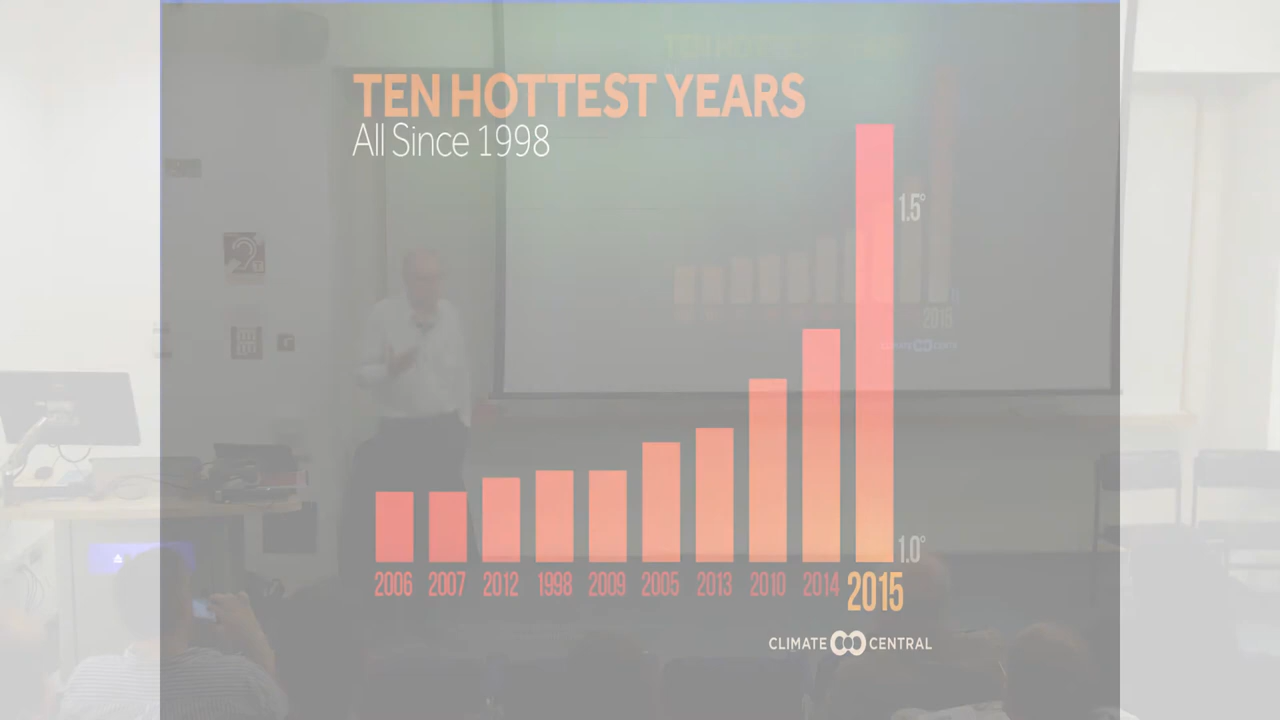 TEN HOTTEST YEARS
All Since 1998
1.5°
1.0°
2006 2007 2012 1998 2009 2005 2013 2010 2014 2015
CLIMATE CENTRAL
2015